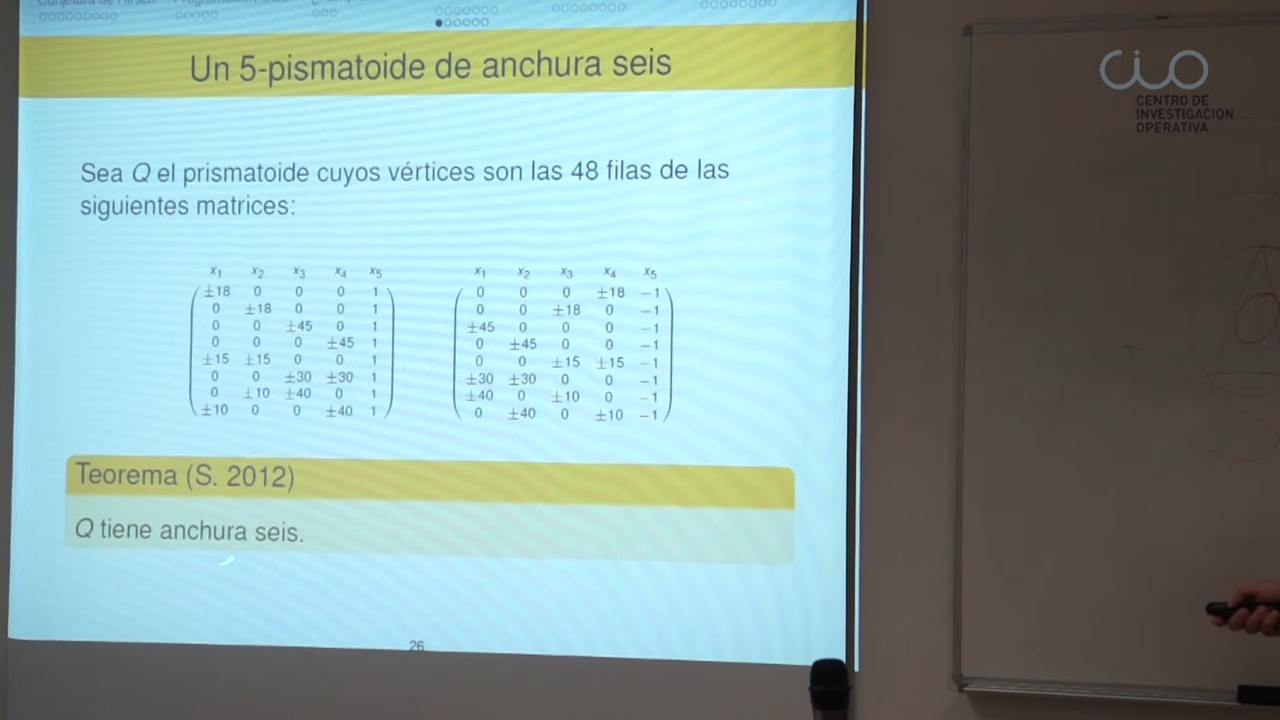 Un 5-pismatoide de anchura seis
Sea Q el prismatoide cuyos vértices son las 48 filas de las
siguientes matrices:
x1 x2 x3 x4 x5
±18 0 0 0 1
0 ±18 0 0 1
0 0 ±45 0 1
0 0 0 ±45 1
±15 ±15 0 0 1
0 0 ±30 ±30 1
0 ±10 ±40 0 1
±10 0 0 ±40 1
x1 x2 x3 x4 x5
0 0 0 ±18 −1
0 0 ±18 0 −1
±45 0 0 0 −1
0 ±45 0 0 −1
0 0 ±15 ±15 −1
±30 ±30 0 0 −1
±40 0 ±10 0 −1
0 ±40 0 ±10 −1
Teorema (S. 2012)
Q tiene anchura seis.
26
CIO
CENTRO DE
INVESTIGACION
OPERATIVA